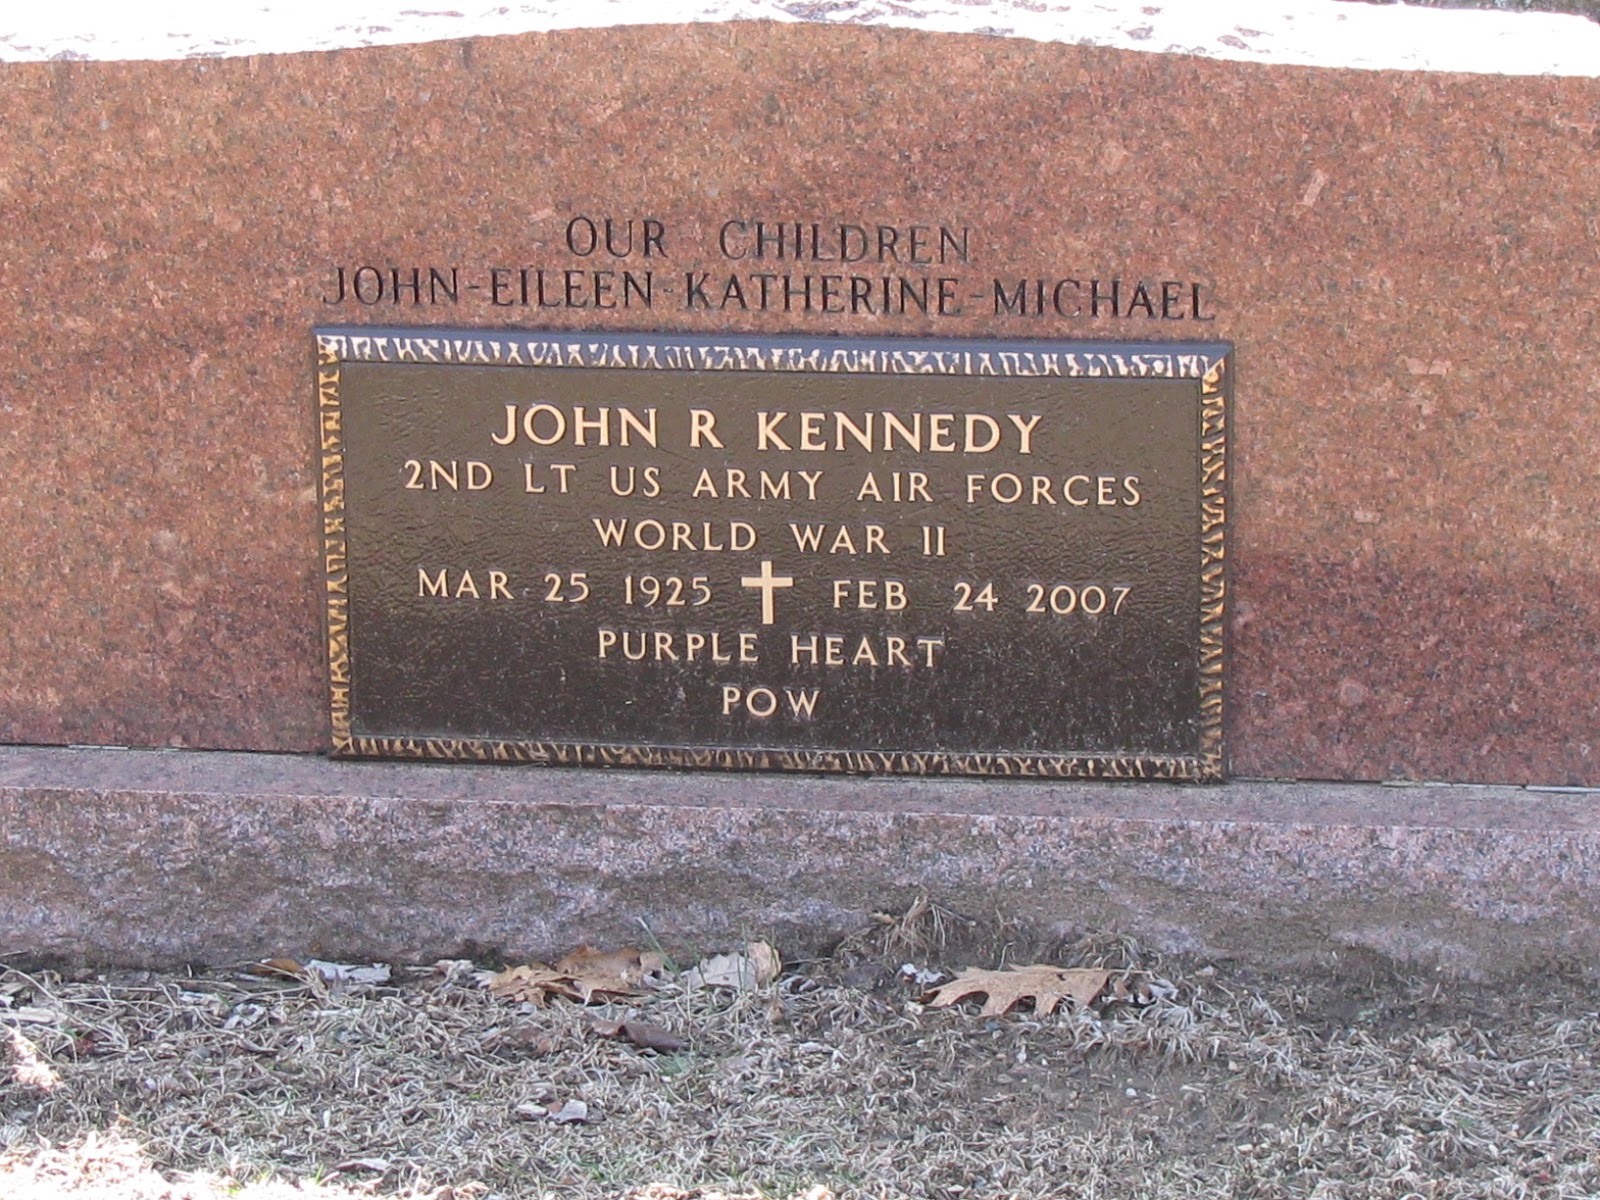 OUR CHILDREN
JOHN-EILEEN-KATHERINE-MICHAEL
JOHN R KENNEDY
2ND LT US ARMY AIR FORCES
WORLD WAR II
MAR 25 1925 FEB 24 2007
PURPLE HEART
POW